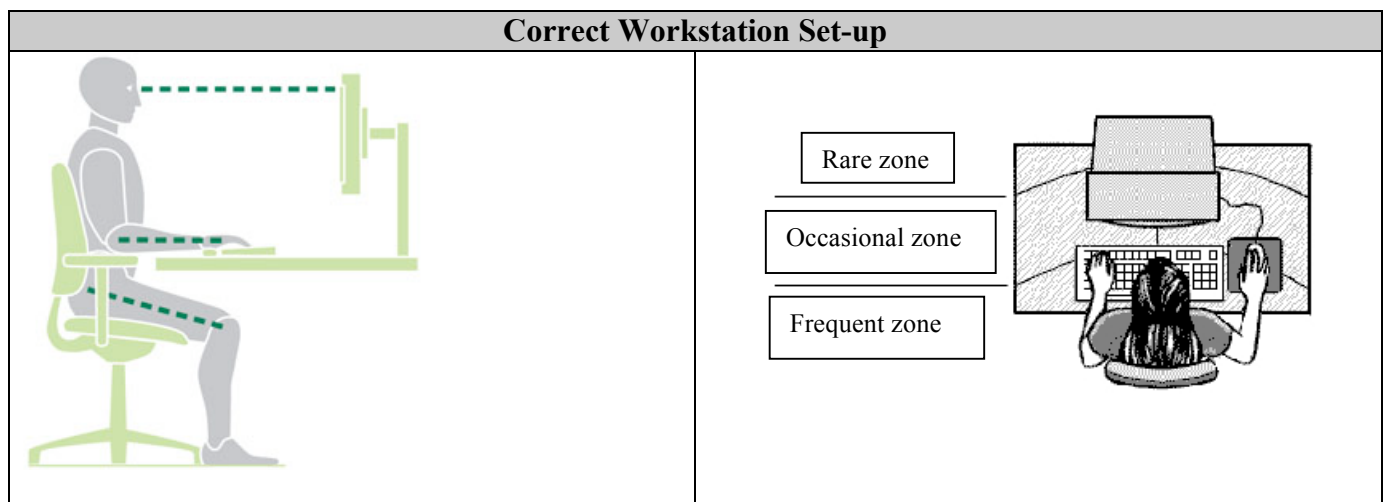 Correct Workstation Set-up
Rare zone
Occasional zone
Frequent zone